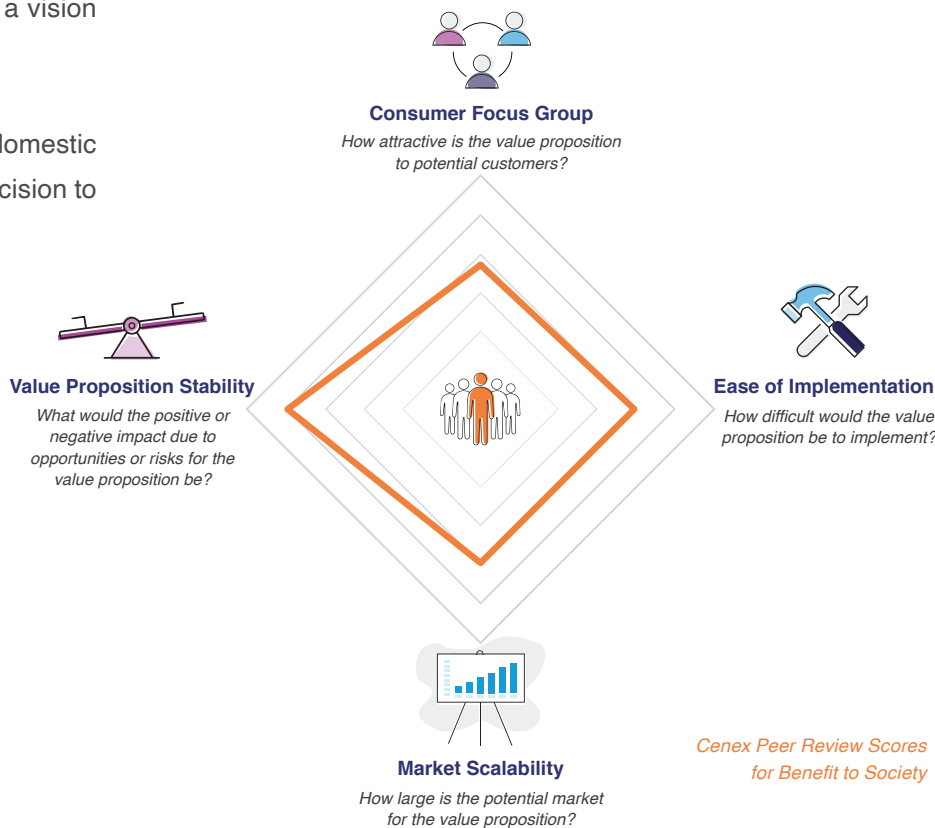 a vision
domestic
cision to
Consumer Focus Group
How attractive is the value proposition
to potential customers?
Value Proposition Stability
What would the positive or
negative impact due to
opportunities or risks for the
value proposition be?
Ease of Implementation
How difficult would the value
proposition be to implement?
Market Scalability
How large is the potential market
for the value proposition?
Cenex Peer Review Scores
for Benefit to Society